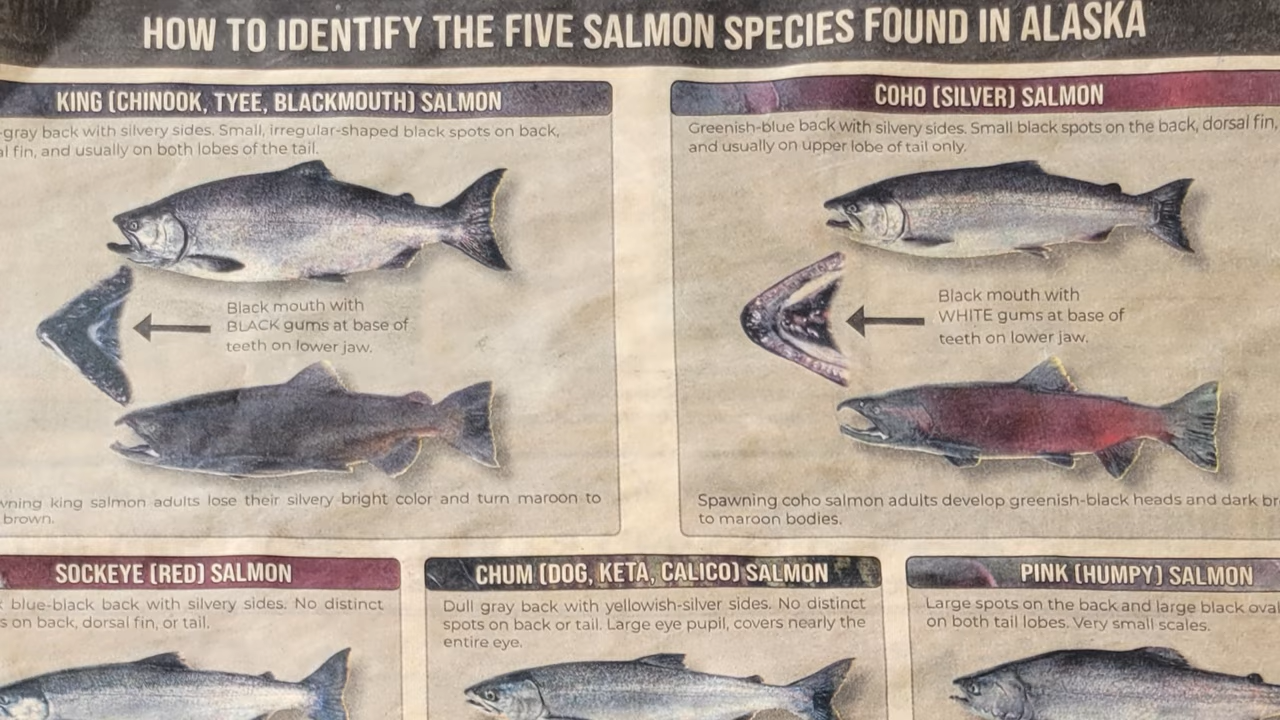 HOW TO IDENTIFY THE FIVE SALMON SPECIES FOUND IN ALASKA
KING (CHINOOK, TYEE, BLACKMOUTH) SALMON
-gray back with silvery sides. Small, irregular-shaped black spots on back,
fin, and usually on both lobes of the tail.
Black mouth with
BLACK gums at base of
teeth on lower jaw.
king salmon adults lose their silvery bright color and turn maroon to
brown.
COHO (SILVER) SALMON
Greenish-blue back with silvery sides. Small black spots on the back, dorsal fin,
and usually on upper lobe of tail only.
Black mouth with
WHITE gums at base of
teeth on lower jaw.
Spawning coho salmon adults develop greenish-black heads and dark
to maroon bodies.
SOCKEYE (RED) SALMON
blue-black back with silvery sides. No distinct
on back, dorsal fin, or tail.
CHUM (DOG, KETA, CALICO) SALMON
Dull gray back with yellowish-silver sides. No distinct
spots on back or tail. Large eye pupil, covers nearly the
entire eye.
PINK (HUMPY) SALMON
Large spots on the back and large black
on both tail lobes. Very small scales.